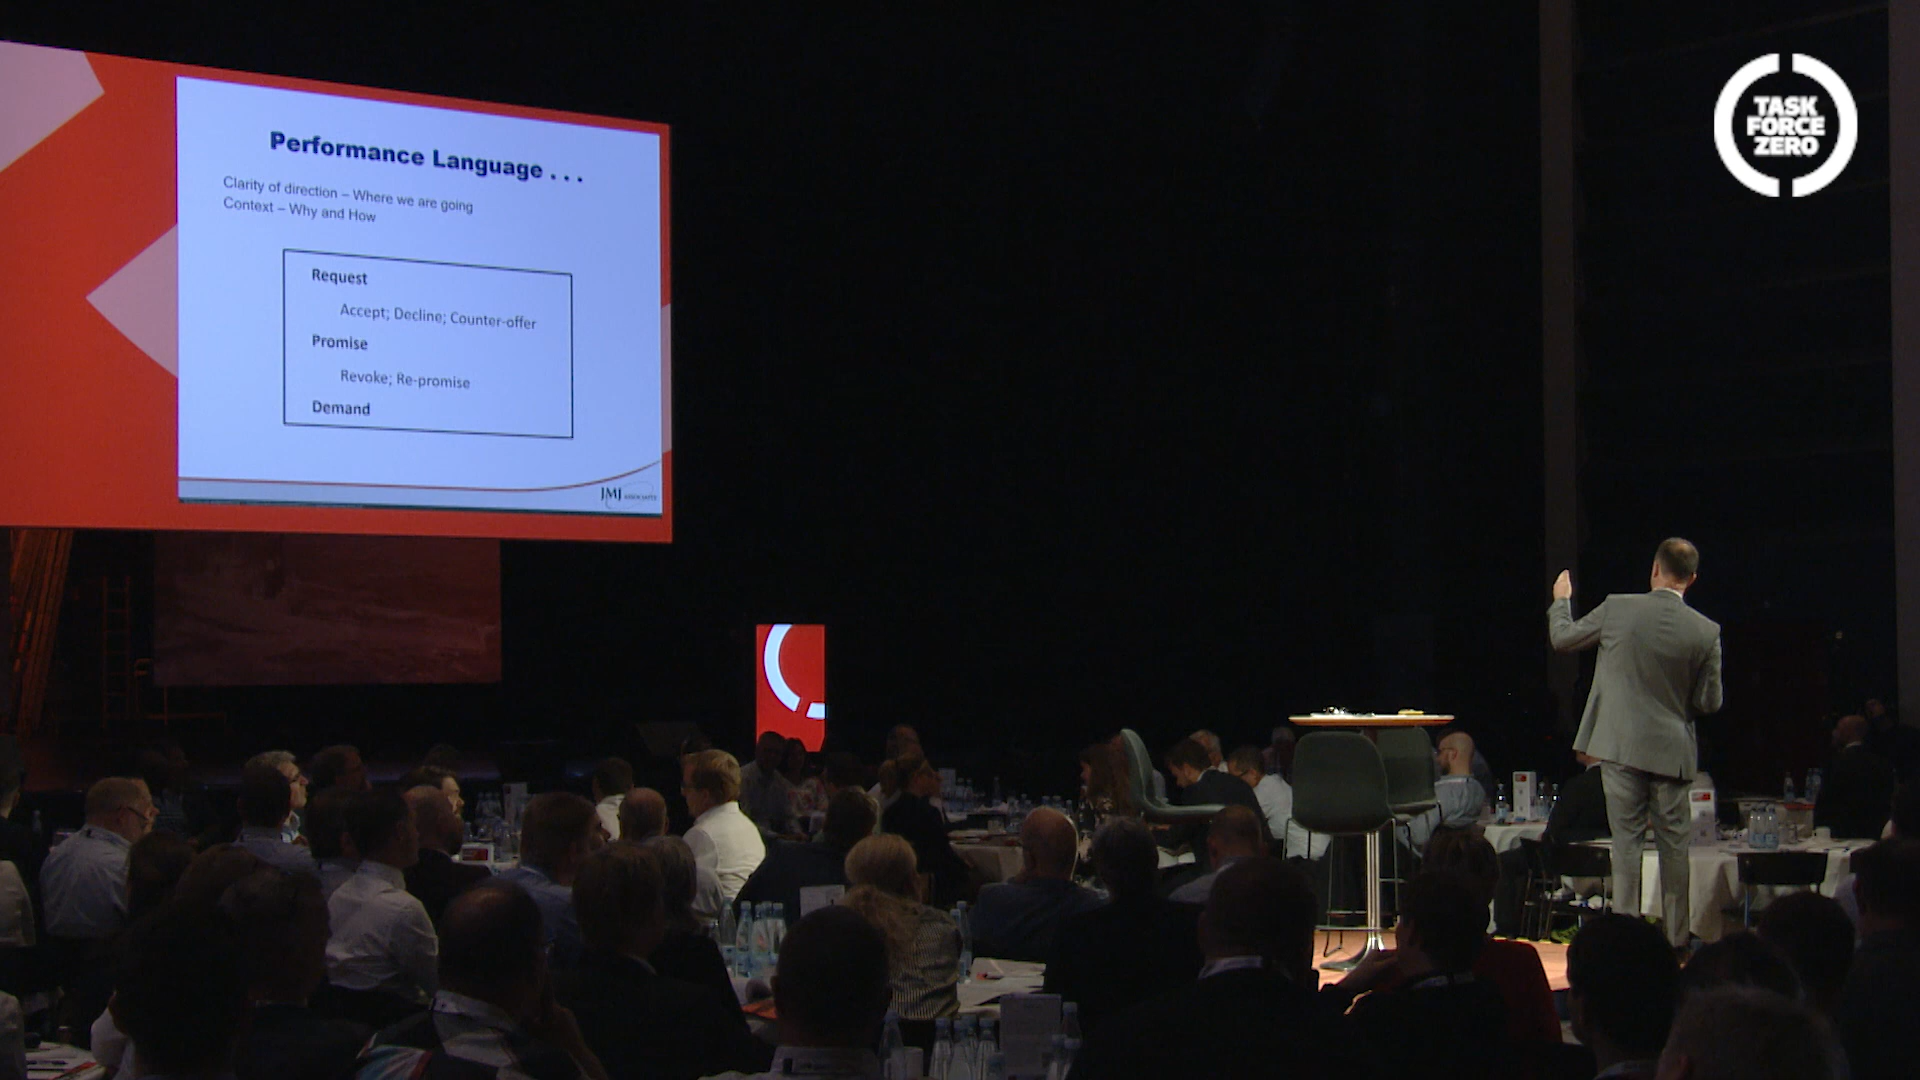 Performance Language . . .
Clarity of direction – Where we are going
Context – Why and How
Request
Accept; Decline; Counter-offer
Promise
Revoke; Re-promise
Demand
JMJ ASSOCIATES
TASK
FORCE
ZERO